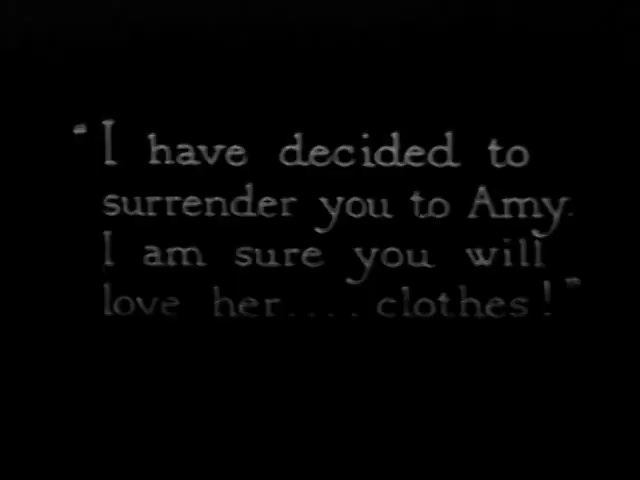 "I have decided to
surrender you to Amy.
I am sure you will
love her.... clothes!"